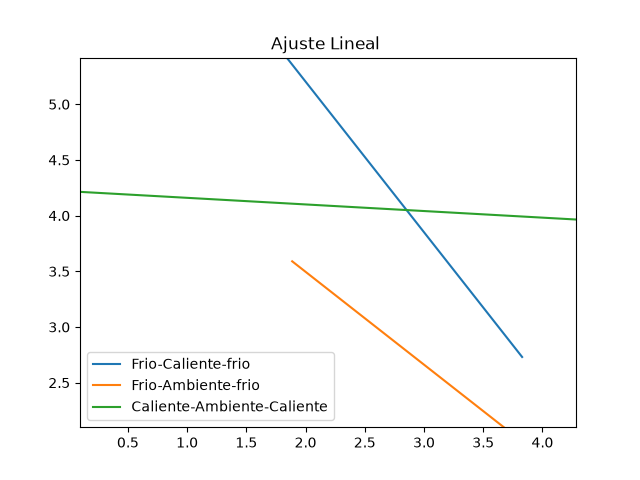 Ajuste Lineal
5.0
4.5
4.0
3.5
3.0
2.5
Frio-Caliente-frio
Frio-Ambiente-frio
Caliente-Ambiente-Caliente
0.5 1.0 1.5 2.0 2.5 3.0 3.5 4.0